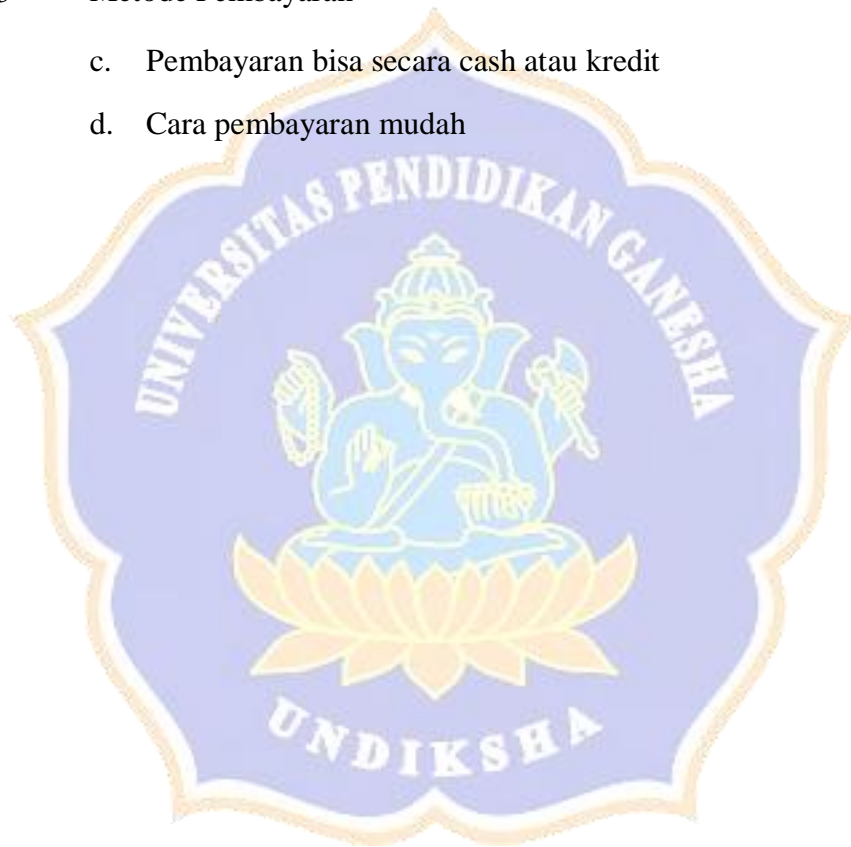 c. Pembayaran bisa secara cash atau kredit
d. Cara pembayaran mudah
UNIVERSITAS PENDIDIKAN GANESHA
UNDIKSHA